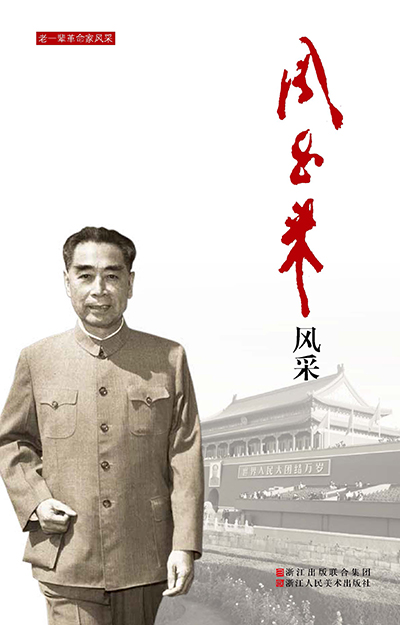 老一辈革命家风采
周恩来
风采
世界人民大团结万岁
浙江出版联合集团
浙江人民美术出版社